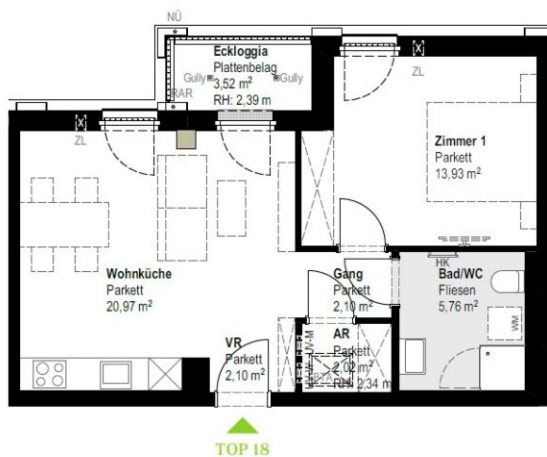 NÜ
Eckloggia
Plattenbelag
Gully
3,52 m²
Gully
RAR
RH: 2,39 m
ZL
ZL
Zimmer 1
Parkett
13,93 m²
Wohnküche
Parkett
20,97 m²
Gang
Parkett
2,10 m²
HK
Bad/WC
Fliesen
5,76 m²
WM
VR
Parkett
2,10 m²
AR
Parkett
2,02 m²
RH: 2,34 m
TOP 18